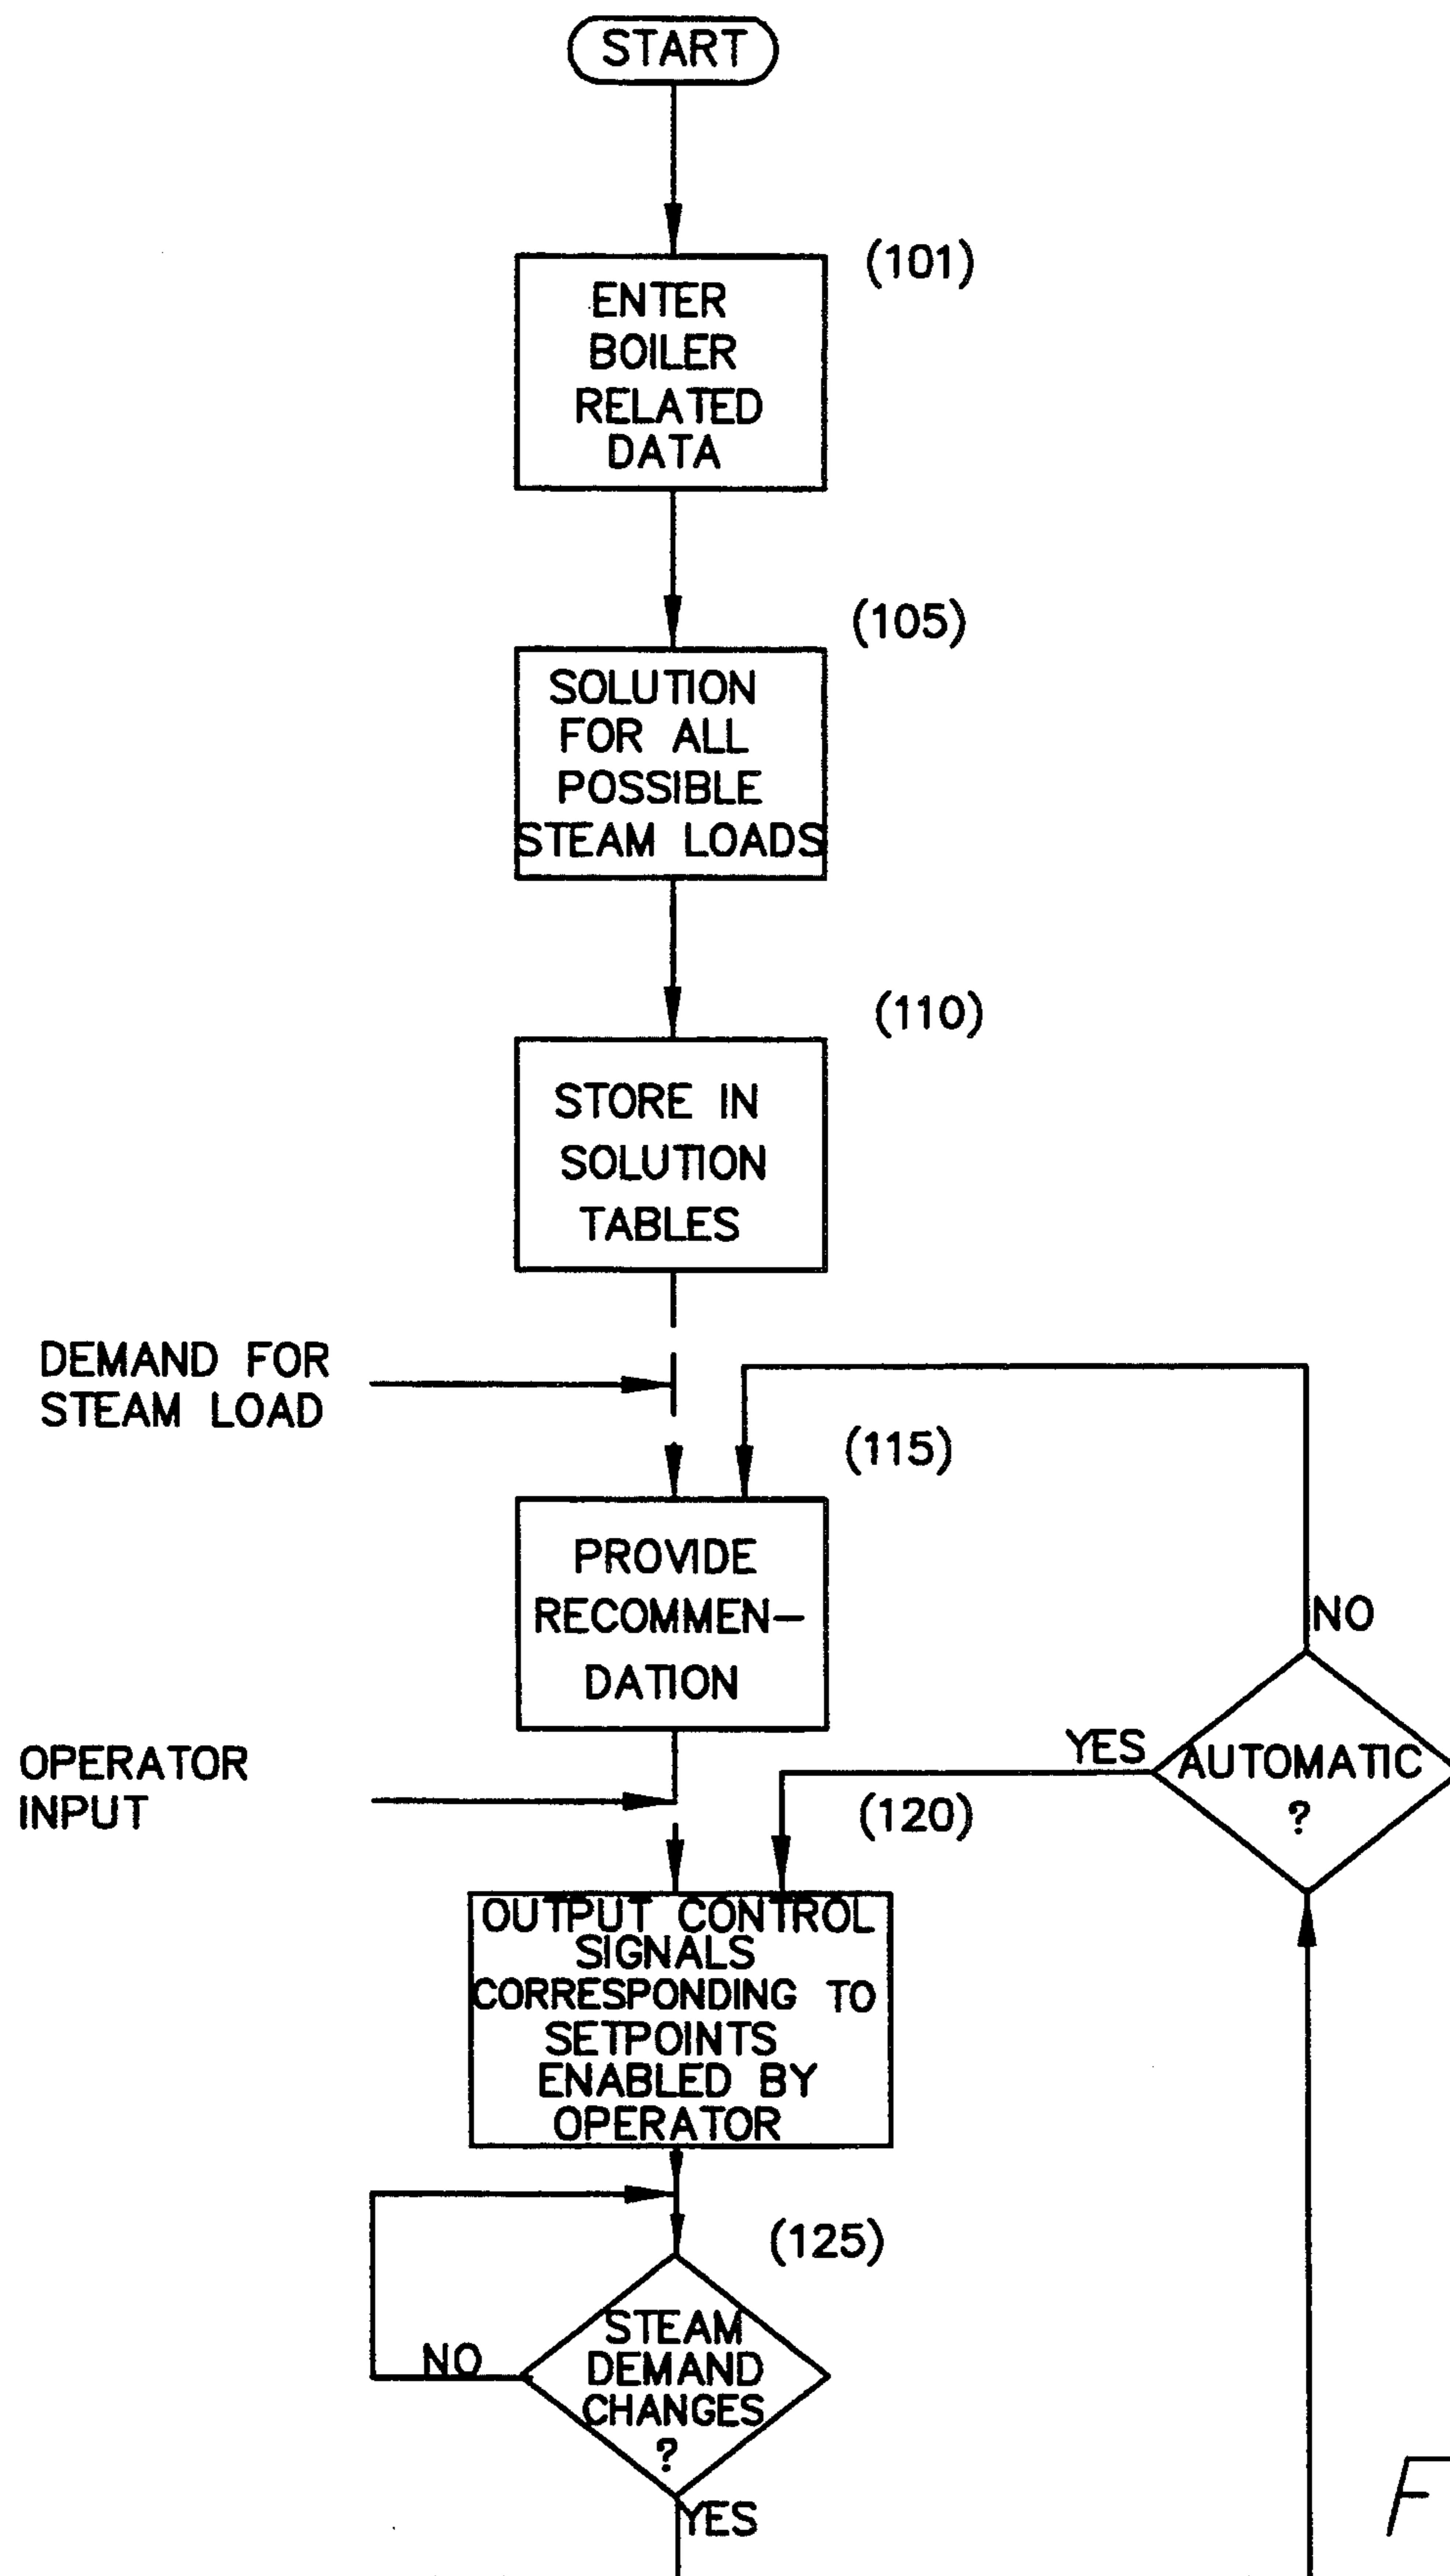 START
(101)
ENTER
BOILER
RELATED
DATA
(105)
SOLUTION
FOR ALL
POSSIBLE
STEAM LOADS
(110)
STORE IN
SOLUTION
TABLES
DEMAND FOR
STEAM LOAD
(115)
PROVIDE
RECOMMEN-
DATION
NO
YES
AUTOMATIC
?
OPERATOR
INPUT
(120)
OUTPUT CONTROL
SIGNALS
CORRESPONDING TO
SETPOINTS
ENABLED BY
OPERATOR
(125)
STEAM
DEMAND
CHANGES
?
NO
YES
F